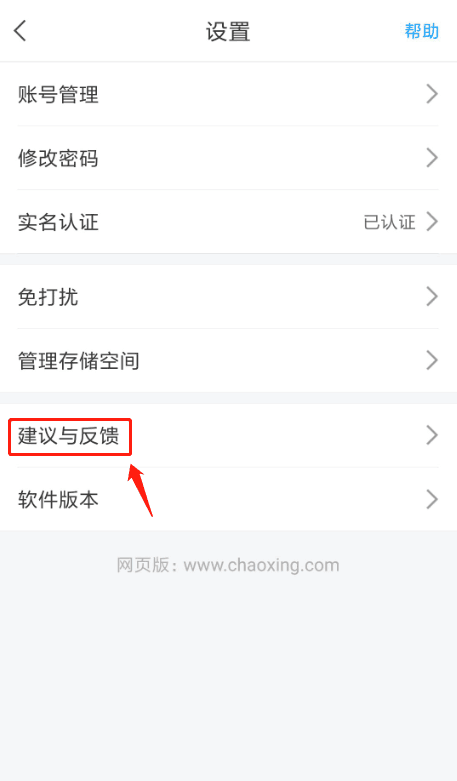 设置
帮助
账号管理
修改密码
实名认证
已认证
免打扰
管理存储空间
建议与反馈
软件版本
网页版：www.chaoxing.com